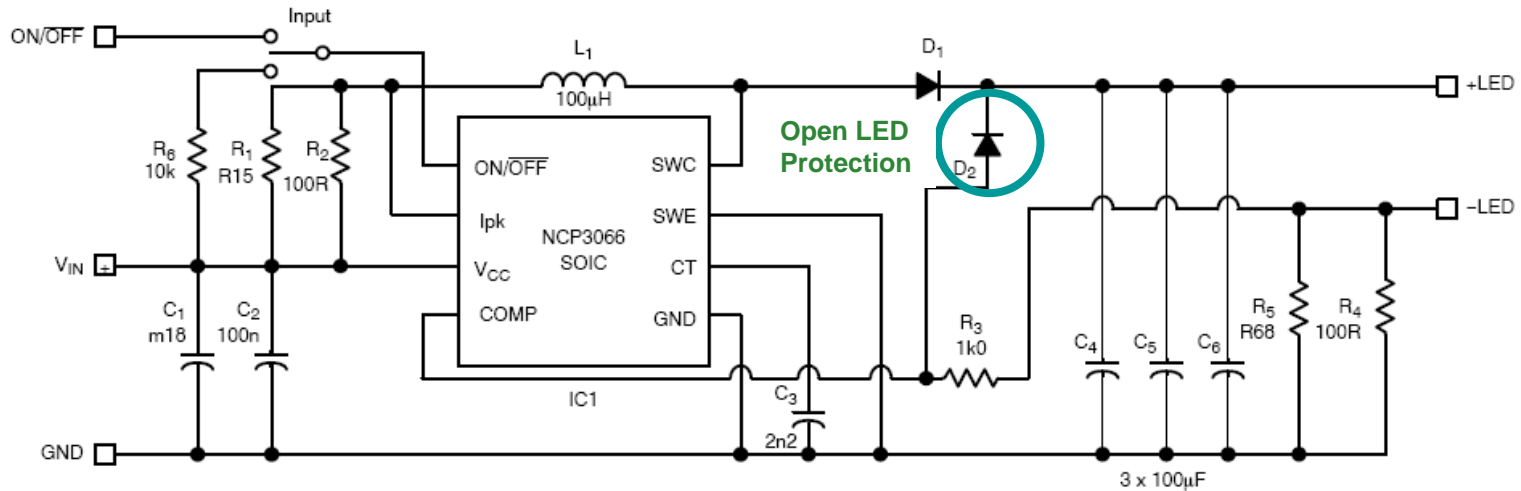 Input
ON/O̅F̅F̅
L1
100µH
D1
+LED
Open LED
Protection
D2
R6
10k
R1
R15
R2
100R
ON/O̅F̅F̅
SWC
Ipk
SWE
NCP3066
SOIC
−LED
VIN
+
VCC
CT
COMP
GND
C1
m18
C2
100n
R3
1k0
C4
C5
C6
R5
R68
R4
100R
IC1
C3
2n2
GND
3 x 100µF